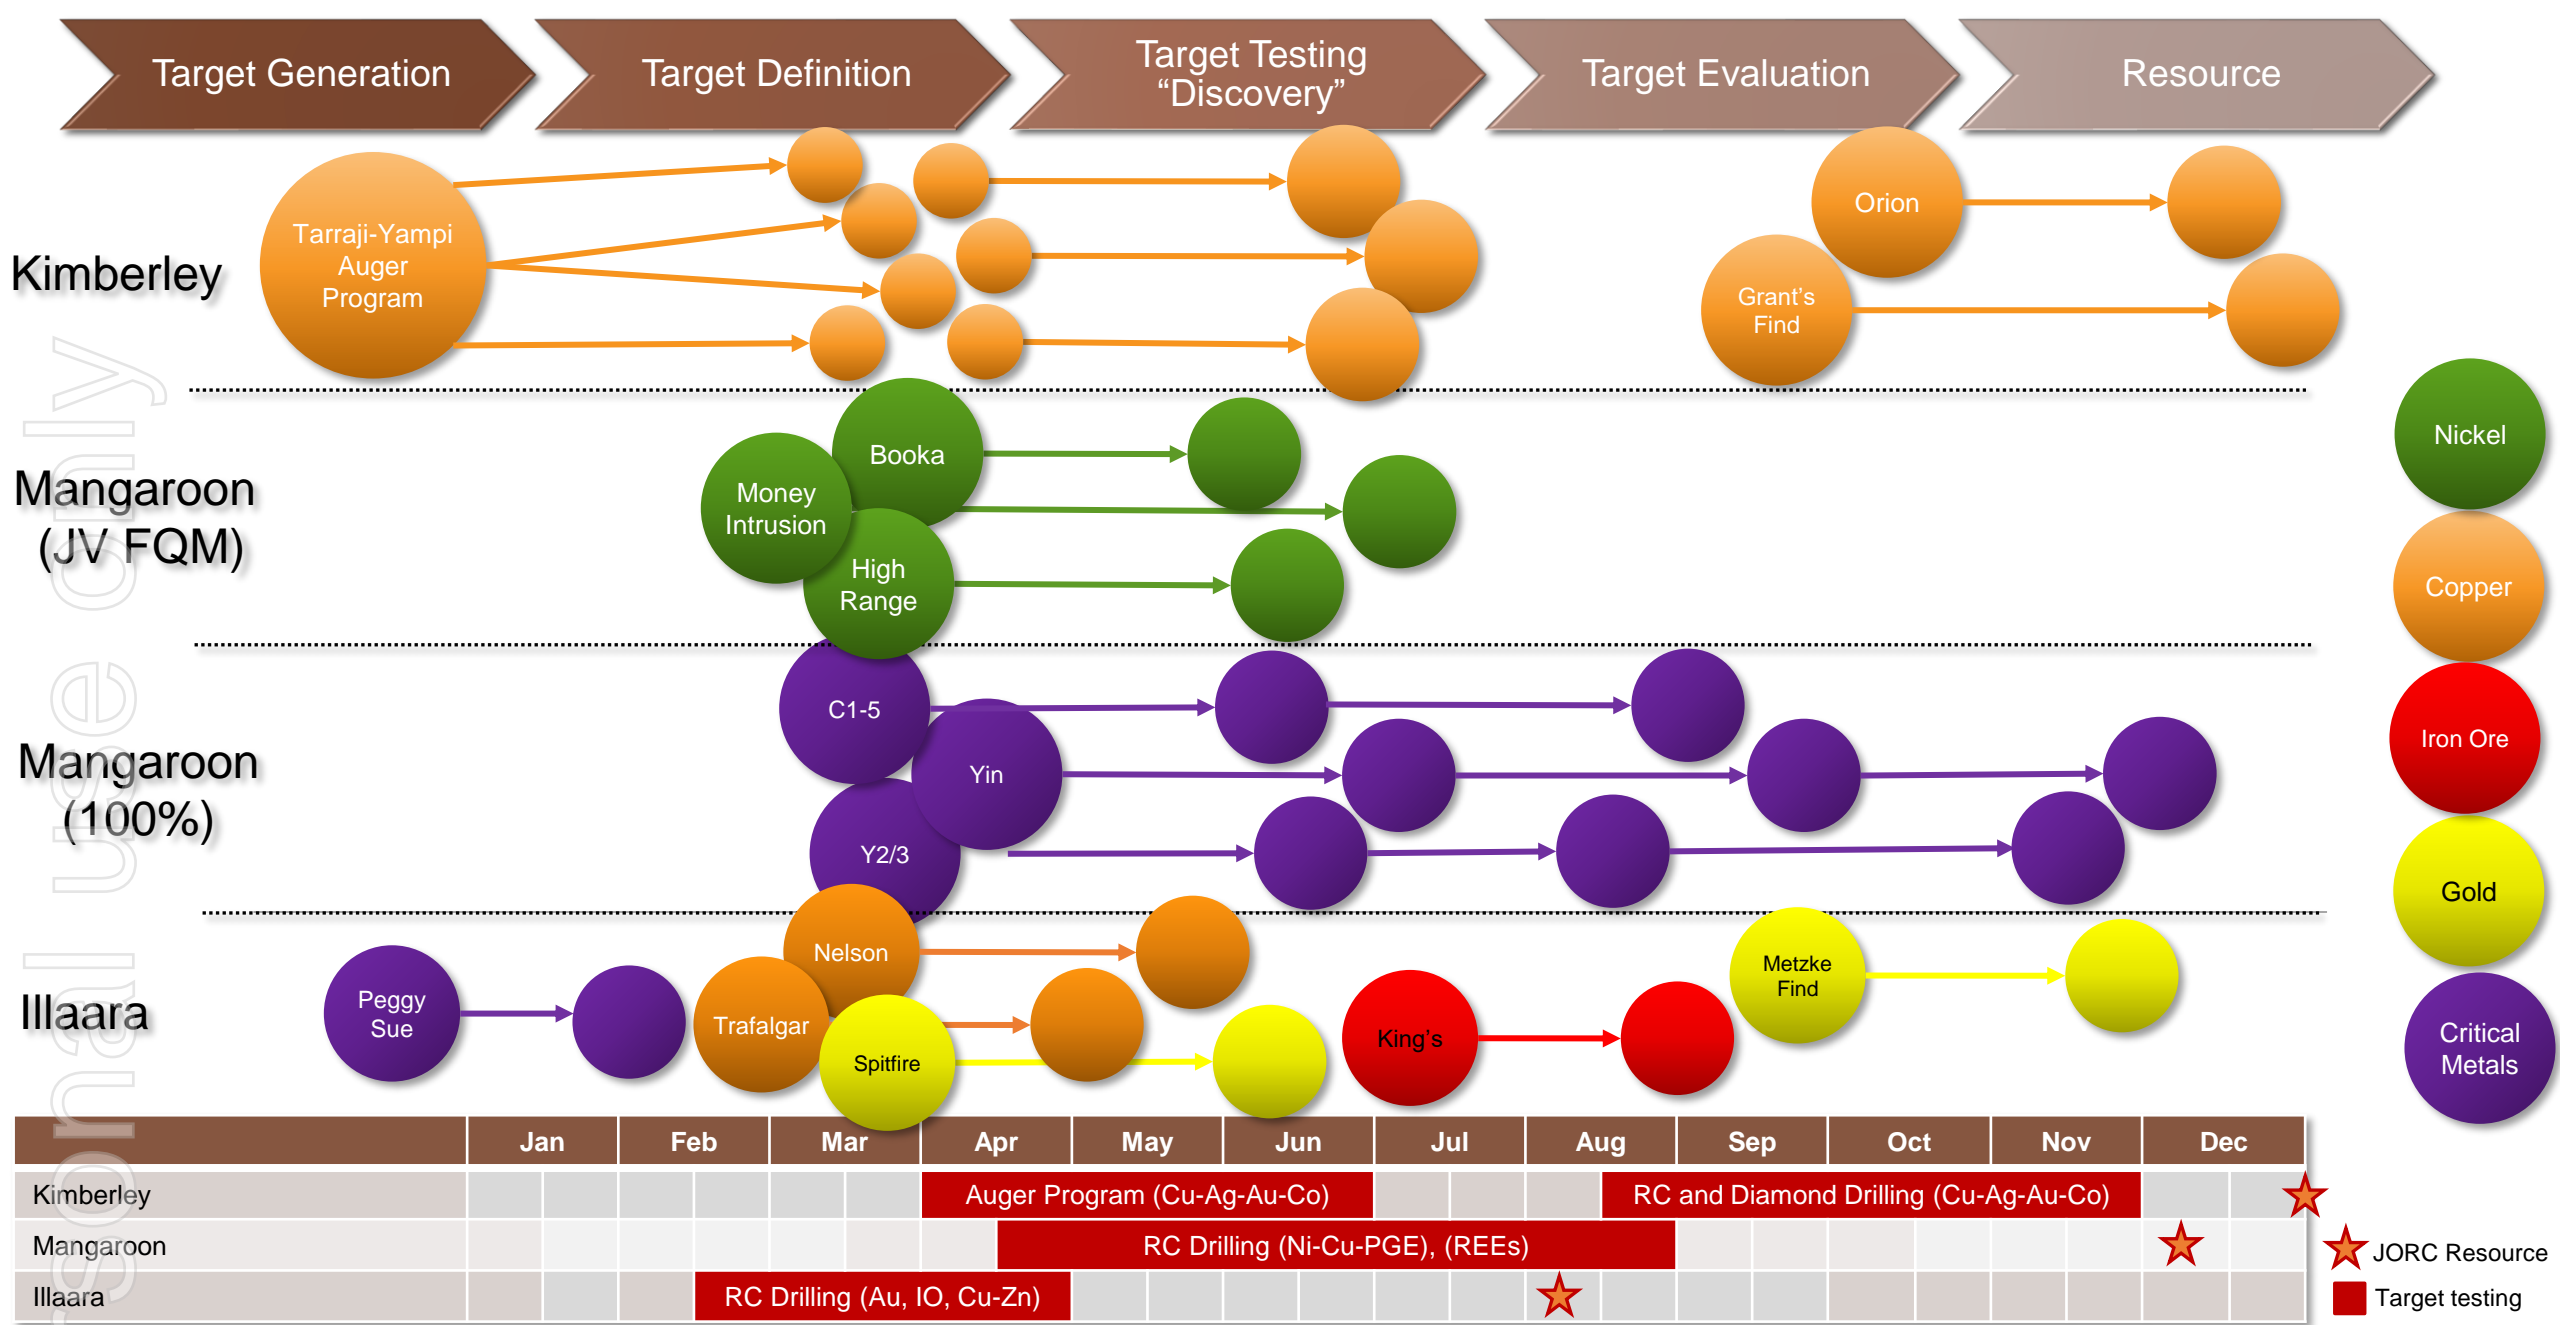 Target Generation
Target Definition
Target Testing
“Discovery”
Target Evaluation
Resource
Kimberley
Tarraji-Yampi
Auger
Program
Orion
Grant's
Find
Mangaroon
(JV FQM)
Booka
Money
Intrusion
High
Range
Nickel
Copper
Iron Ore
Gold
Critical
Metals
Mangaroon
(100%)
C1-5
Yin
Y2/3
Illaara
Peggy
Sue
Nelson
Trafalgar
Spitfire
King's
Metzke
Find
Jan Feb Mar Apr May Jun Jul Aug Sep Oct Nov Dec
Kimberley Auger Program (Cu-Ag-Au-Co) RC and Diamond Drilling (Cu-Ag-Au-Co)
Mangaroon RC Drilling (Ni-Cu-PGE), (REEs)
Illaara RC Drilling (Au, IO, Cu-Zn)
JORC Resource
Target testing
use only